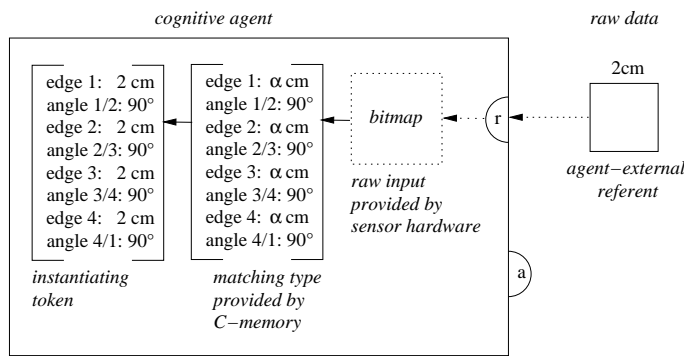 cognitive agent
raw data
edge 1: 2 cm
angle 1/2: 90°
edge 2: 2 cm
angle 2/3: 90°
edge 3: 2 cm
angle 3/4: 90°
edge 4: 2 cm
angle 4/1: 90°
instantiating
token
edge 1: α cm
angle 1/2: 90°
edge 2: α cm
angle 2/3: 90°
edge 3: α cm
angle 3/4: 90°
edge 4: α cm
angle 4/1: 90°
matching type
provided by
C−memory
bitmap
raw input
provided by
sensor hardware
r
a
2cm
agent−external
referent